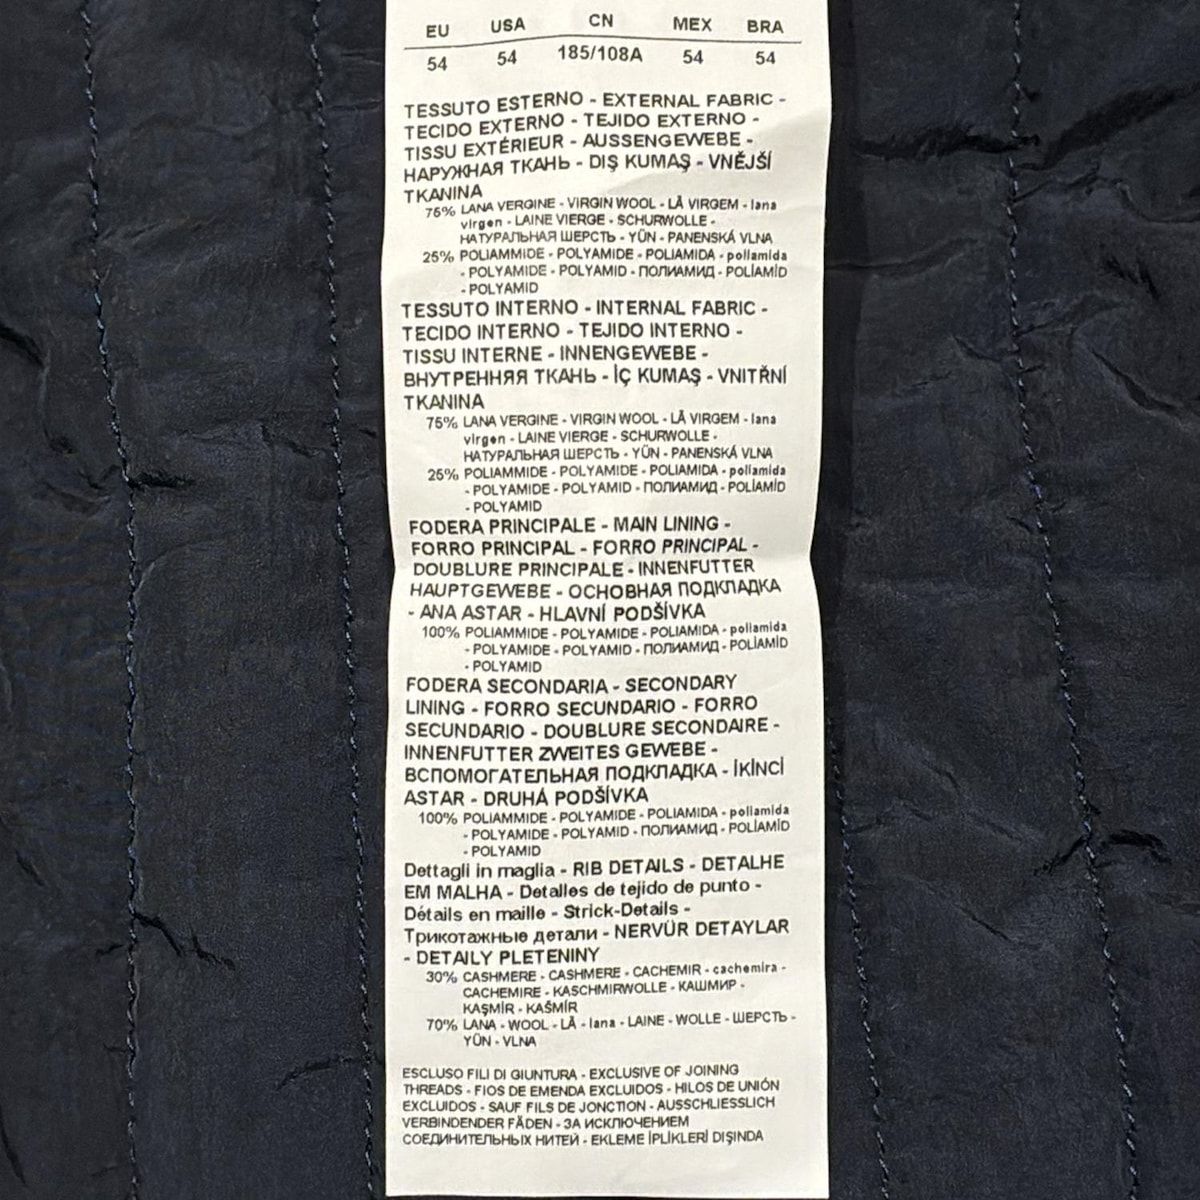 EU USA CN MEX BRA
54 54 185/108A 54 54
TESSUTO ESTERNO - EXTERNAL FABRIC -
TECIDO EXTERNO - TEJIDO EXTERNO -
TISSU EXTÉRIEUR - AUSSENGEWEBE -
НАРУЖНАЯ ТКАНЬ - DIŞ KUMAŞ - VNĚJŠÍ
TKANINA
75% LANA VERGINE - VIRGIN WOOL - LÃ VIRGEM - lana
virgen - LAINE VIERGE - SCHURWOLLE -
НАТУРАЛЬНАЯ ШЕРСТЬ - YÜN - PANENSKÁ VLNA
25% POLIAMMIDE - POLYAMIDE - POLIAMIDA - poliamida
- POLYAMIDE - POLYAMID - ПОЛИАМИД - POLİAMİD
- POLYAMID
TESSUTO INTERNO - INTERNAL FABRIC -
TECIDO INTERNO - TEJIDO INTERNO -
TISSU INTERNE - INNENGEWEBE -
ВНУТРЕННЯЯ ТКАНЬ - İÇ KUMAŞ - VNITŘNÍ
TKANINA
75% LANA VERGINE - VIRGIN WOOL - LÃ VIRGEM - lana
virgen - LAINE VIERGE - SCHURWOLLE -
НАТУРАЛЬНАЯ ШЕРСТЬ - YÜN - PANENSKÁ VLNA
25% POLIAMMIDE - POLYAMIDE - POLIAMIDA - poliamida
- POLYAMIDE - POLYAMID - ПОЛИАМИД - POLİAMİD
- POLYAMID
FODERA PRINCIPALE - MAIN LINING -
FORRO PRINCIPAL - FORRO PRINCIPAL -
DOUBLURE PRINCIPALE - INNENFUTTER
HAUPTGEWEBE - ОСНОВНАЯ ПОДКЛАДКА
- ANA ASTAR - HLAVNÍ PODŠÍVKA
100% POLIAMMIDE - POLYAMIDE - POLIAMIDA - poliamida
- POLYAMIDE - POLYAMID - ПОЛИАМИД - POLİAMİD
- POLYAMID
FODERA SECONDARIA - SECONDARY
LINING - FORRO SECUNDARIO - FORRO
SECUNDARIO - DOUBLURE SECONDAIRE -
INNENFUTTER ZWEITES GEWEBE -
ВСПОМОГАТЕЛЬНАЯ ПОДКЛАДКА - İKİNCİ
ASTAR - DRUHÁ PODŠÍVKA
100% POLIAMMIDE - POLYAMIDE - POLIAMIDA - poliamida
- POLYAMIDE - POLYAMID - ПОЛИАМИД - POLİAMİD
- POLYAMID
Dettagli in maglia - RIB DETAILS - DETALHE
EM MALHA - Detalles de tejido de punto -
Détails en maille - Strick-Details -
Трикотажные детали - NERVÜR DETAYLAR
- DETAILY PLETENINY
30% CASHMERE - CASHMERE - CACHEMIR - cachemira -
CACHEMIRE - KASCHMIRWOLLE - КАШМИР -
KAŞMİR - KAŠMÍR
70% LANA - WOOL - LÃ - lana - LAINE - WOLLE - ШЕРСТЬ -
YÜN - VLNA
ESCLUSO FILI DI GIUNTURA - EXCLUSIVE OF JOINING
THREADS - FIOS DE EMENDA EXCLUIDOS - HILOS DE UNIÓN
EXCLUIDOS - SAUF FILS DE JONCTION - AUSSCHLIESSLICH
VERBINDENDER FÄDEN - ЗА ИСКЛЮЧЕНИЕМ
СОЕДИНИТЕЛЬНЫХ НИТЕЙ - EKLEME İPLİKLERİ DIŞINDA